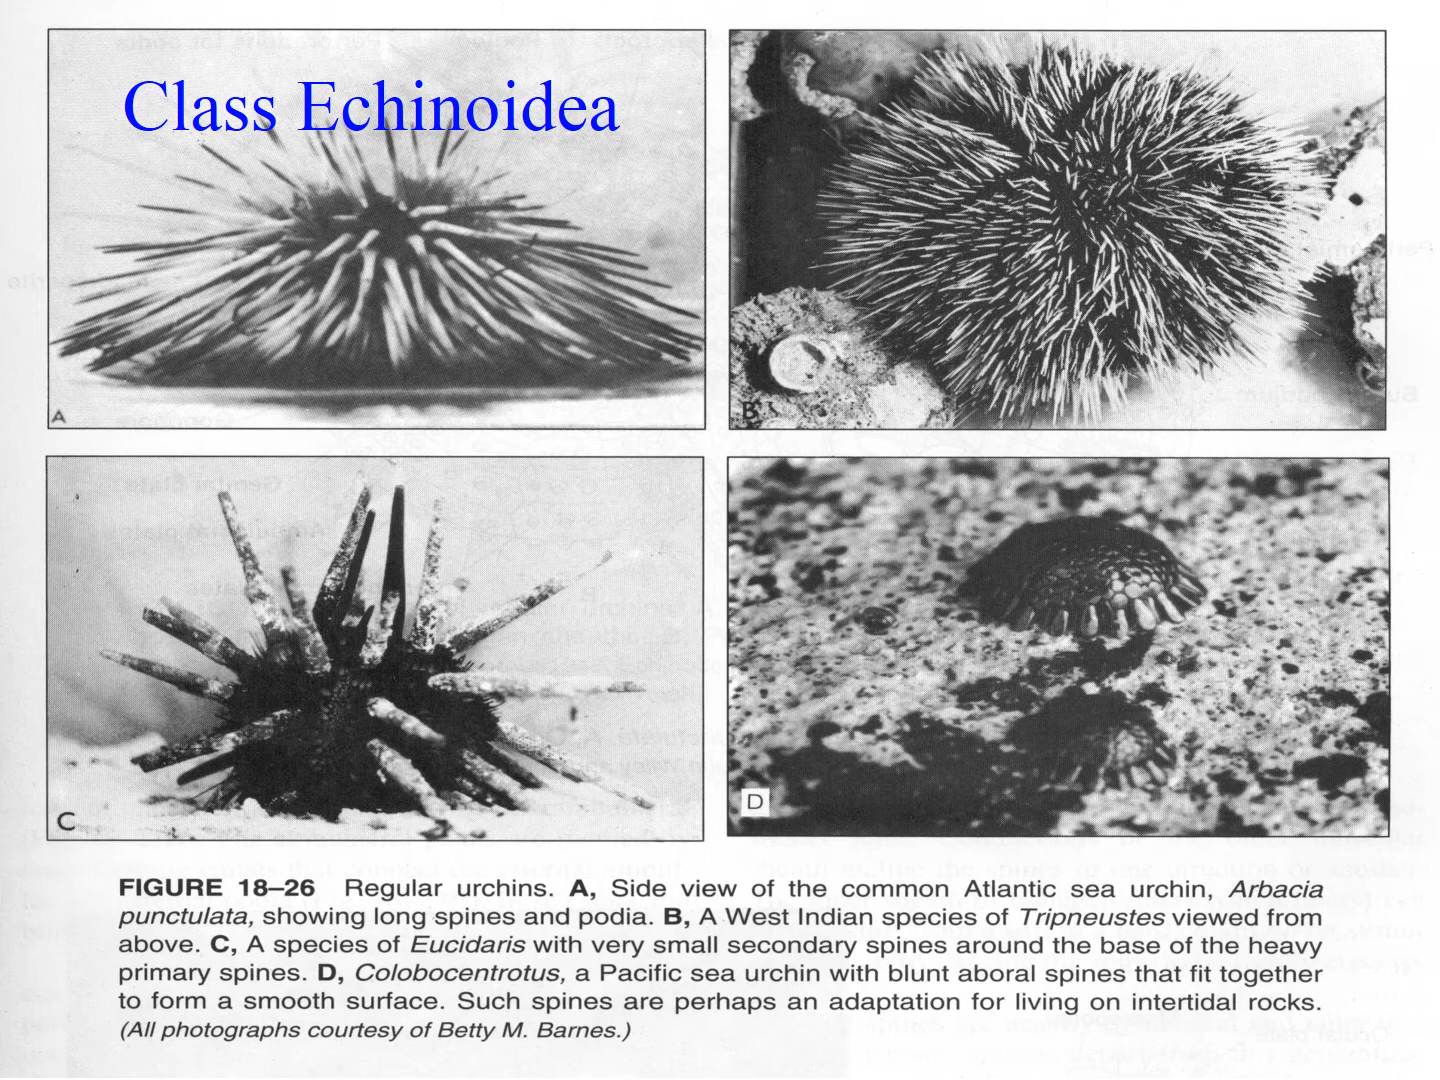 Class Echinoidea
A
B
C
D
FIGURE 18–26 Regular urchins. A, Side view of the common Atlantic sea urchin, Arbacia
punctulata, showing long spines and podia. B, A West Indian species of Tripneustes viewed from
above. C, A species of Eucidaris with very small secondary spines around the base of the heavy
primary spines. D, Colobocentrotus, a Pacific sea urchin with blunt aboral spines that fit together
to form a smooth surface. Such spines are perhaps an adaptation for living on intertidal rocks.
(All photographs courtesy of Betty M. Barnes.)